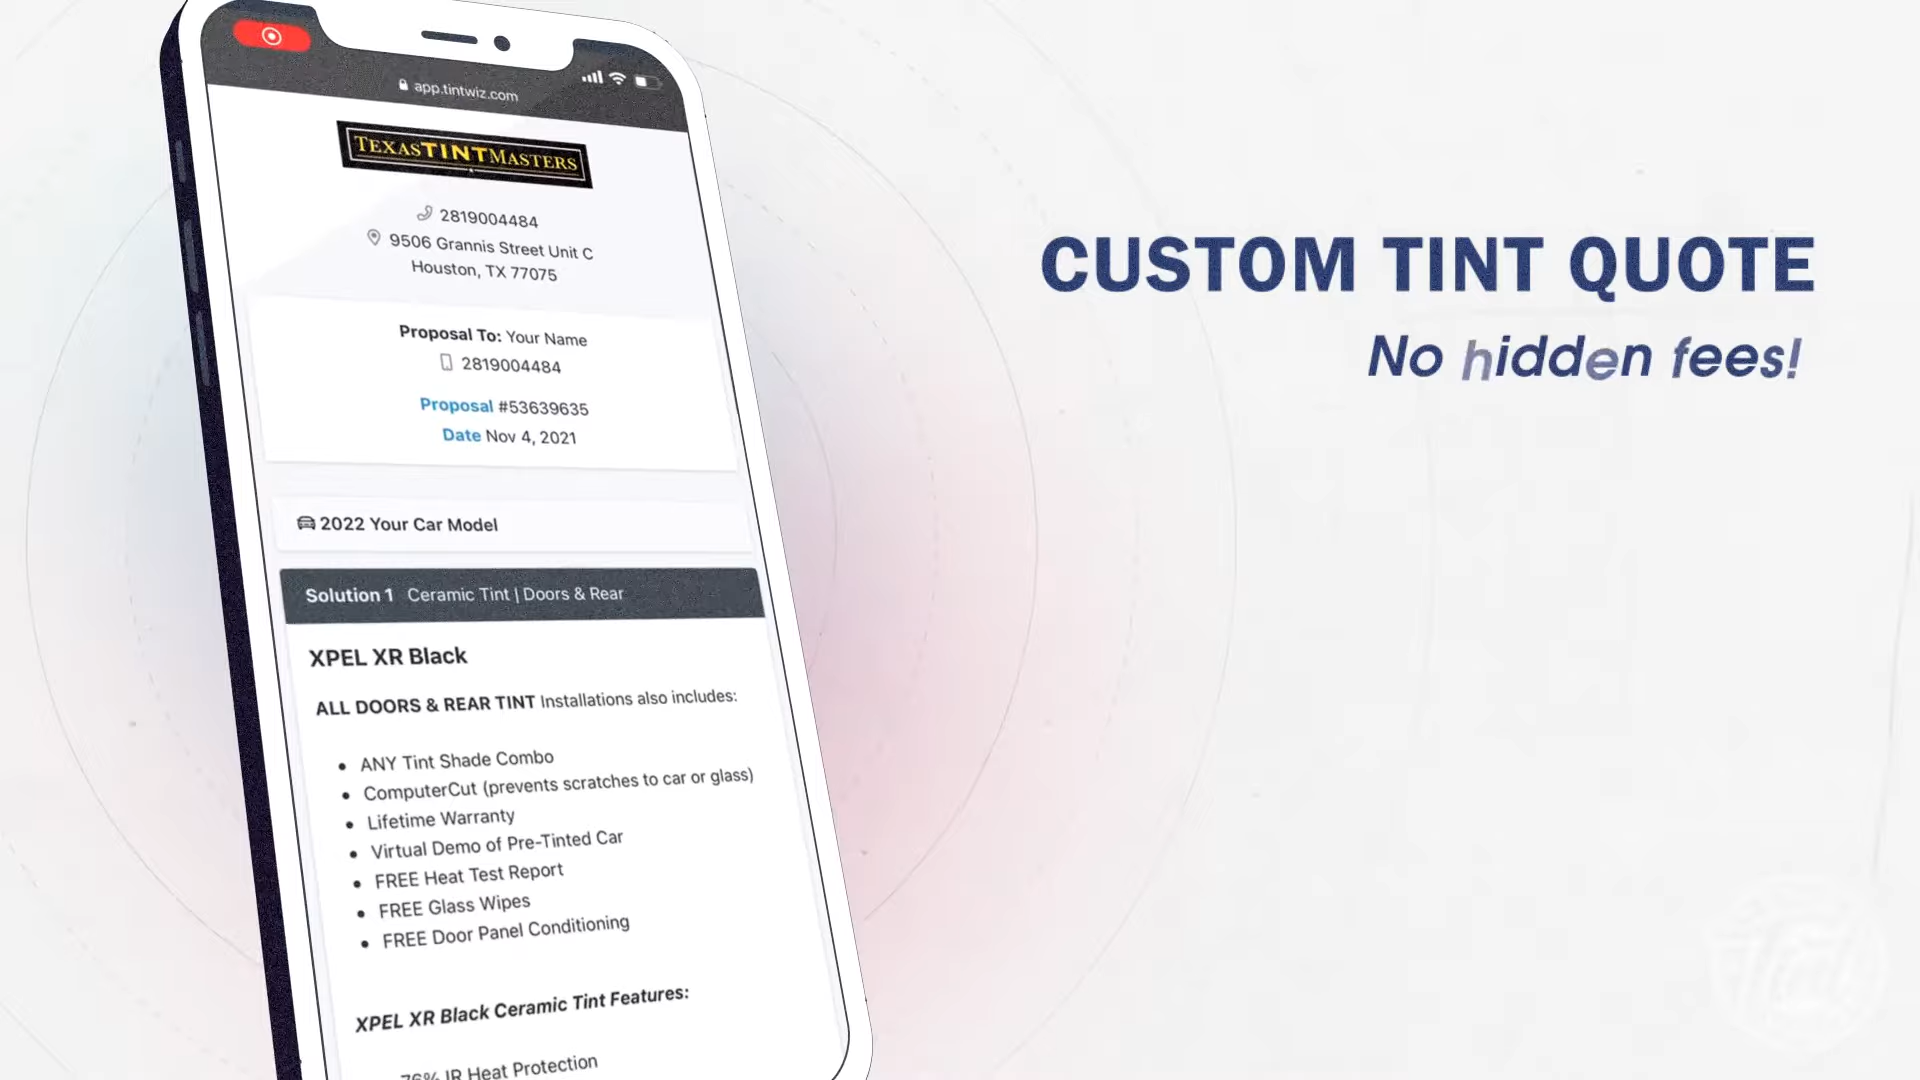 app.tintwiz.com
TEXASTINTMASTERS
2819004484
9506 Grannis Street Unit C
Houston, TX 77075
Proposal To: Your Name
2819004484
Proposal #53639635
Date Nov 4, 2021
2022 Your Car Model
Solution 1 Ceramic Tint | Doors & Rear
XPEL XR Black
ALL DOORS & REAR TINT Installations also includes:
ANY Tint Shade Combo
ComputerCut (prevents scratches to car or glass)
Lifetime Warranty
Virtual Demo of Pre-Tinted Car
FREE Heat Test Report
FREE Glass Wipes
FREE Door Panel Conditioning
XPEL XR Black Ceramic Tint Features:
76% IR Heat Protection
CUSTOM TINT QUOTE
No hidden fees!